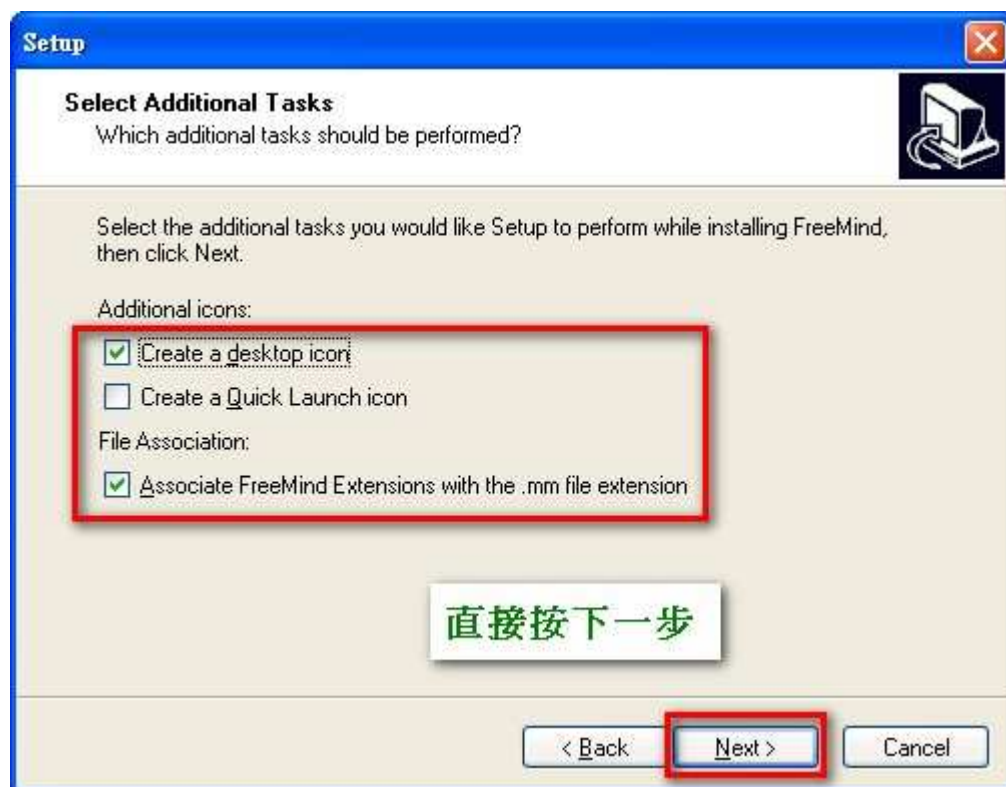 Setup
Select Additional Tasks
Which additional tasks should be performed?
Select the additional tasks you would like Setup to perform while installing FreeMind,
then click Next.
Additional icons:
Create a desktop icon
Create a Quick Launch icon
File Association:
Associate FreeMind Extensions with the .mm file extension
直接按下一步
< Back Next > Cancel